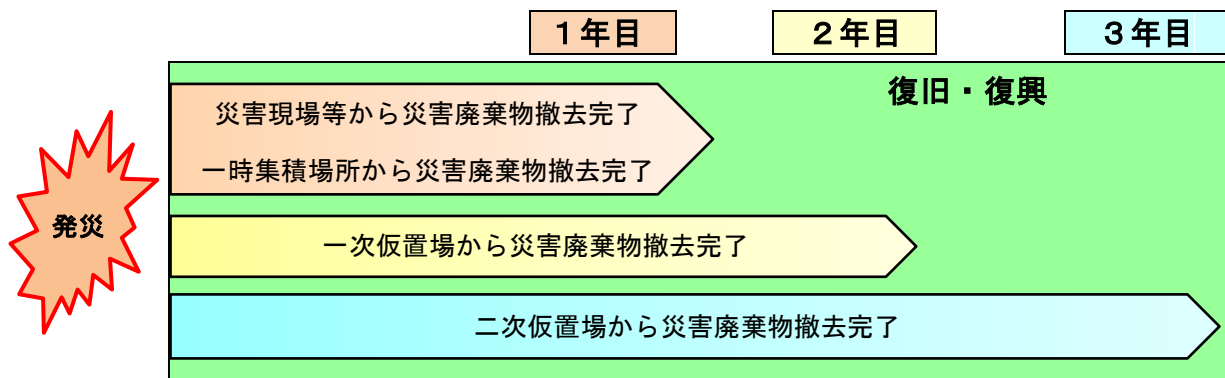 １年目
２年目
３年目
復旧・復興
災害現場等から災害廃棄物撤去完了
一時集積場所から災害廃棄物撤去完了
発災
一次仮置場から災害廃棄物撤去完了
二次仮置場から災害廃棄物撤去完了